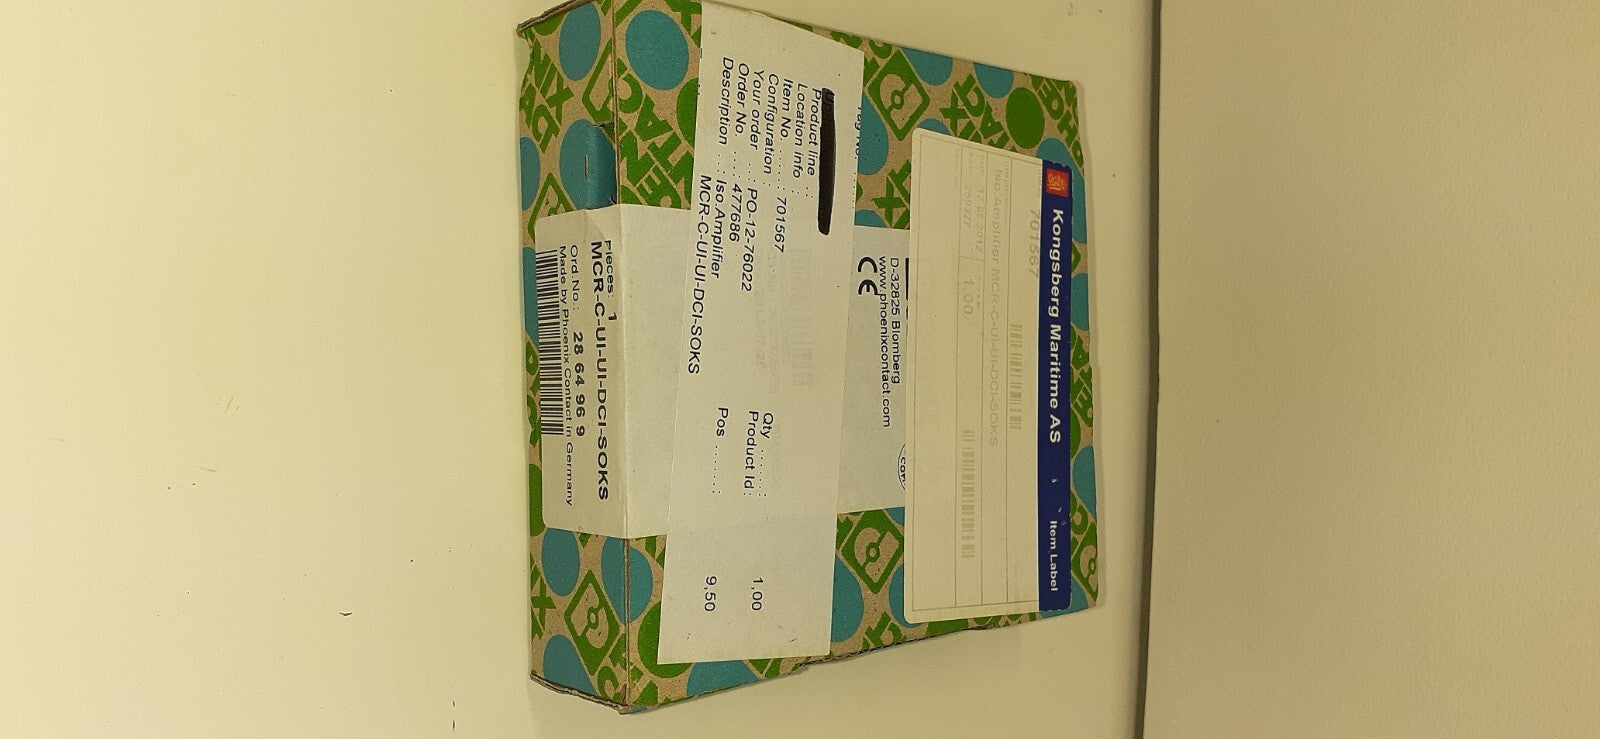 Kongsberg Maritime AS
Item Label
701567
Iso.Amplifier MCR-C-UI-UI-DCI-SOKS
1,00
D-32825 Blomberg
www.phoenixcontact.com
CE
Product line :
Location info :
Item No. ...... : 701567
Configuration :
Your order ... : PO-12-76022
Order No. .... : 477686
Description ... : Iso.Amplifier
MCR-C-UI-UI-DCI-SOKS
Qty ...... :
Product Id : 1,00
Pos ....... : 9,50
Pieces: 1
MCR-C-UI-UI-DCI-SOKS
Ord.No.: 28 64 96 9
Made by Phoenix Contact in Germany